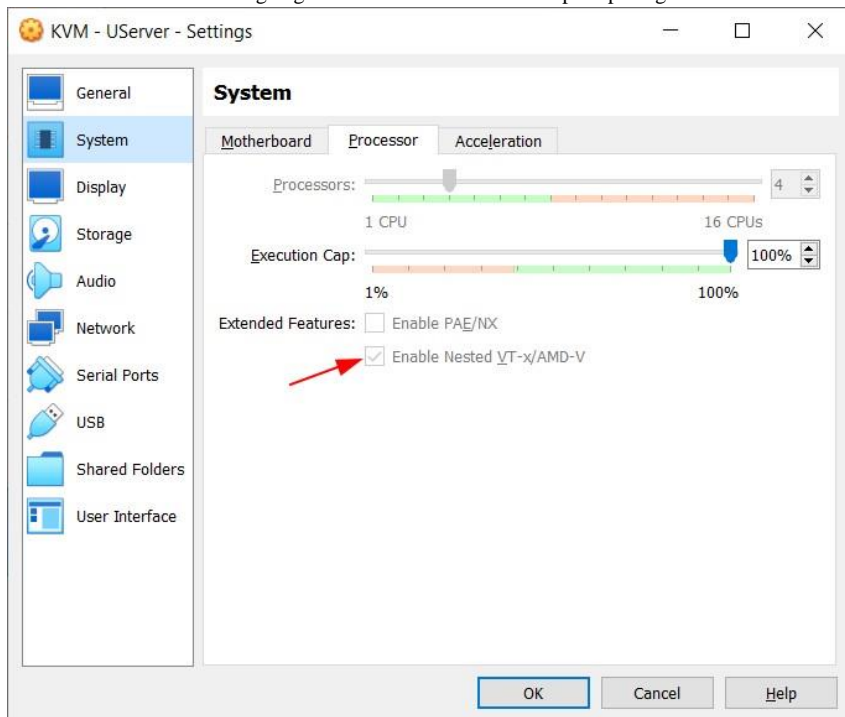 KVM - UServer - Settings
General
System
Display
Storage
Audio
Network
Serial Ports
USB
Shared Folders
User Interface
System
Motherboard Processor Acceleration
Processors: 4
1 CPU 16 CPUs
Execution Cap: 100%
1% 100%
Extended Features: Enable PAE/NX
Enable Nested VT-x/AMD-V
OK Cancel Help